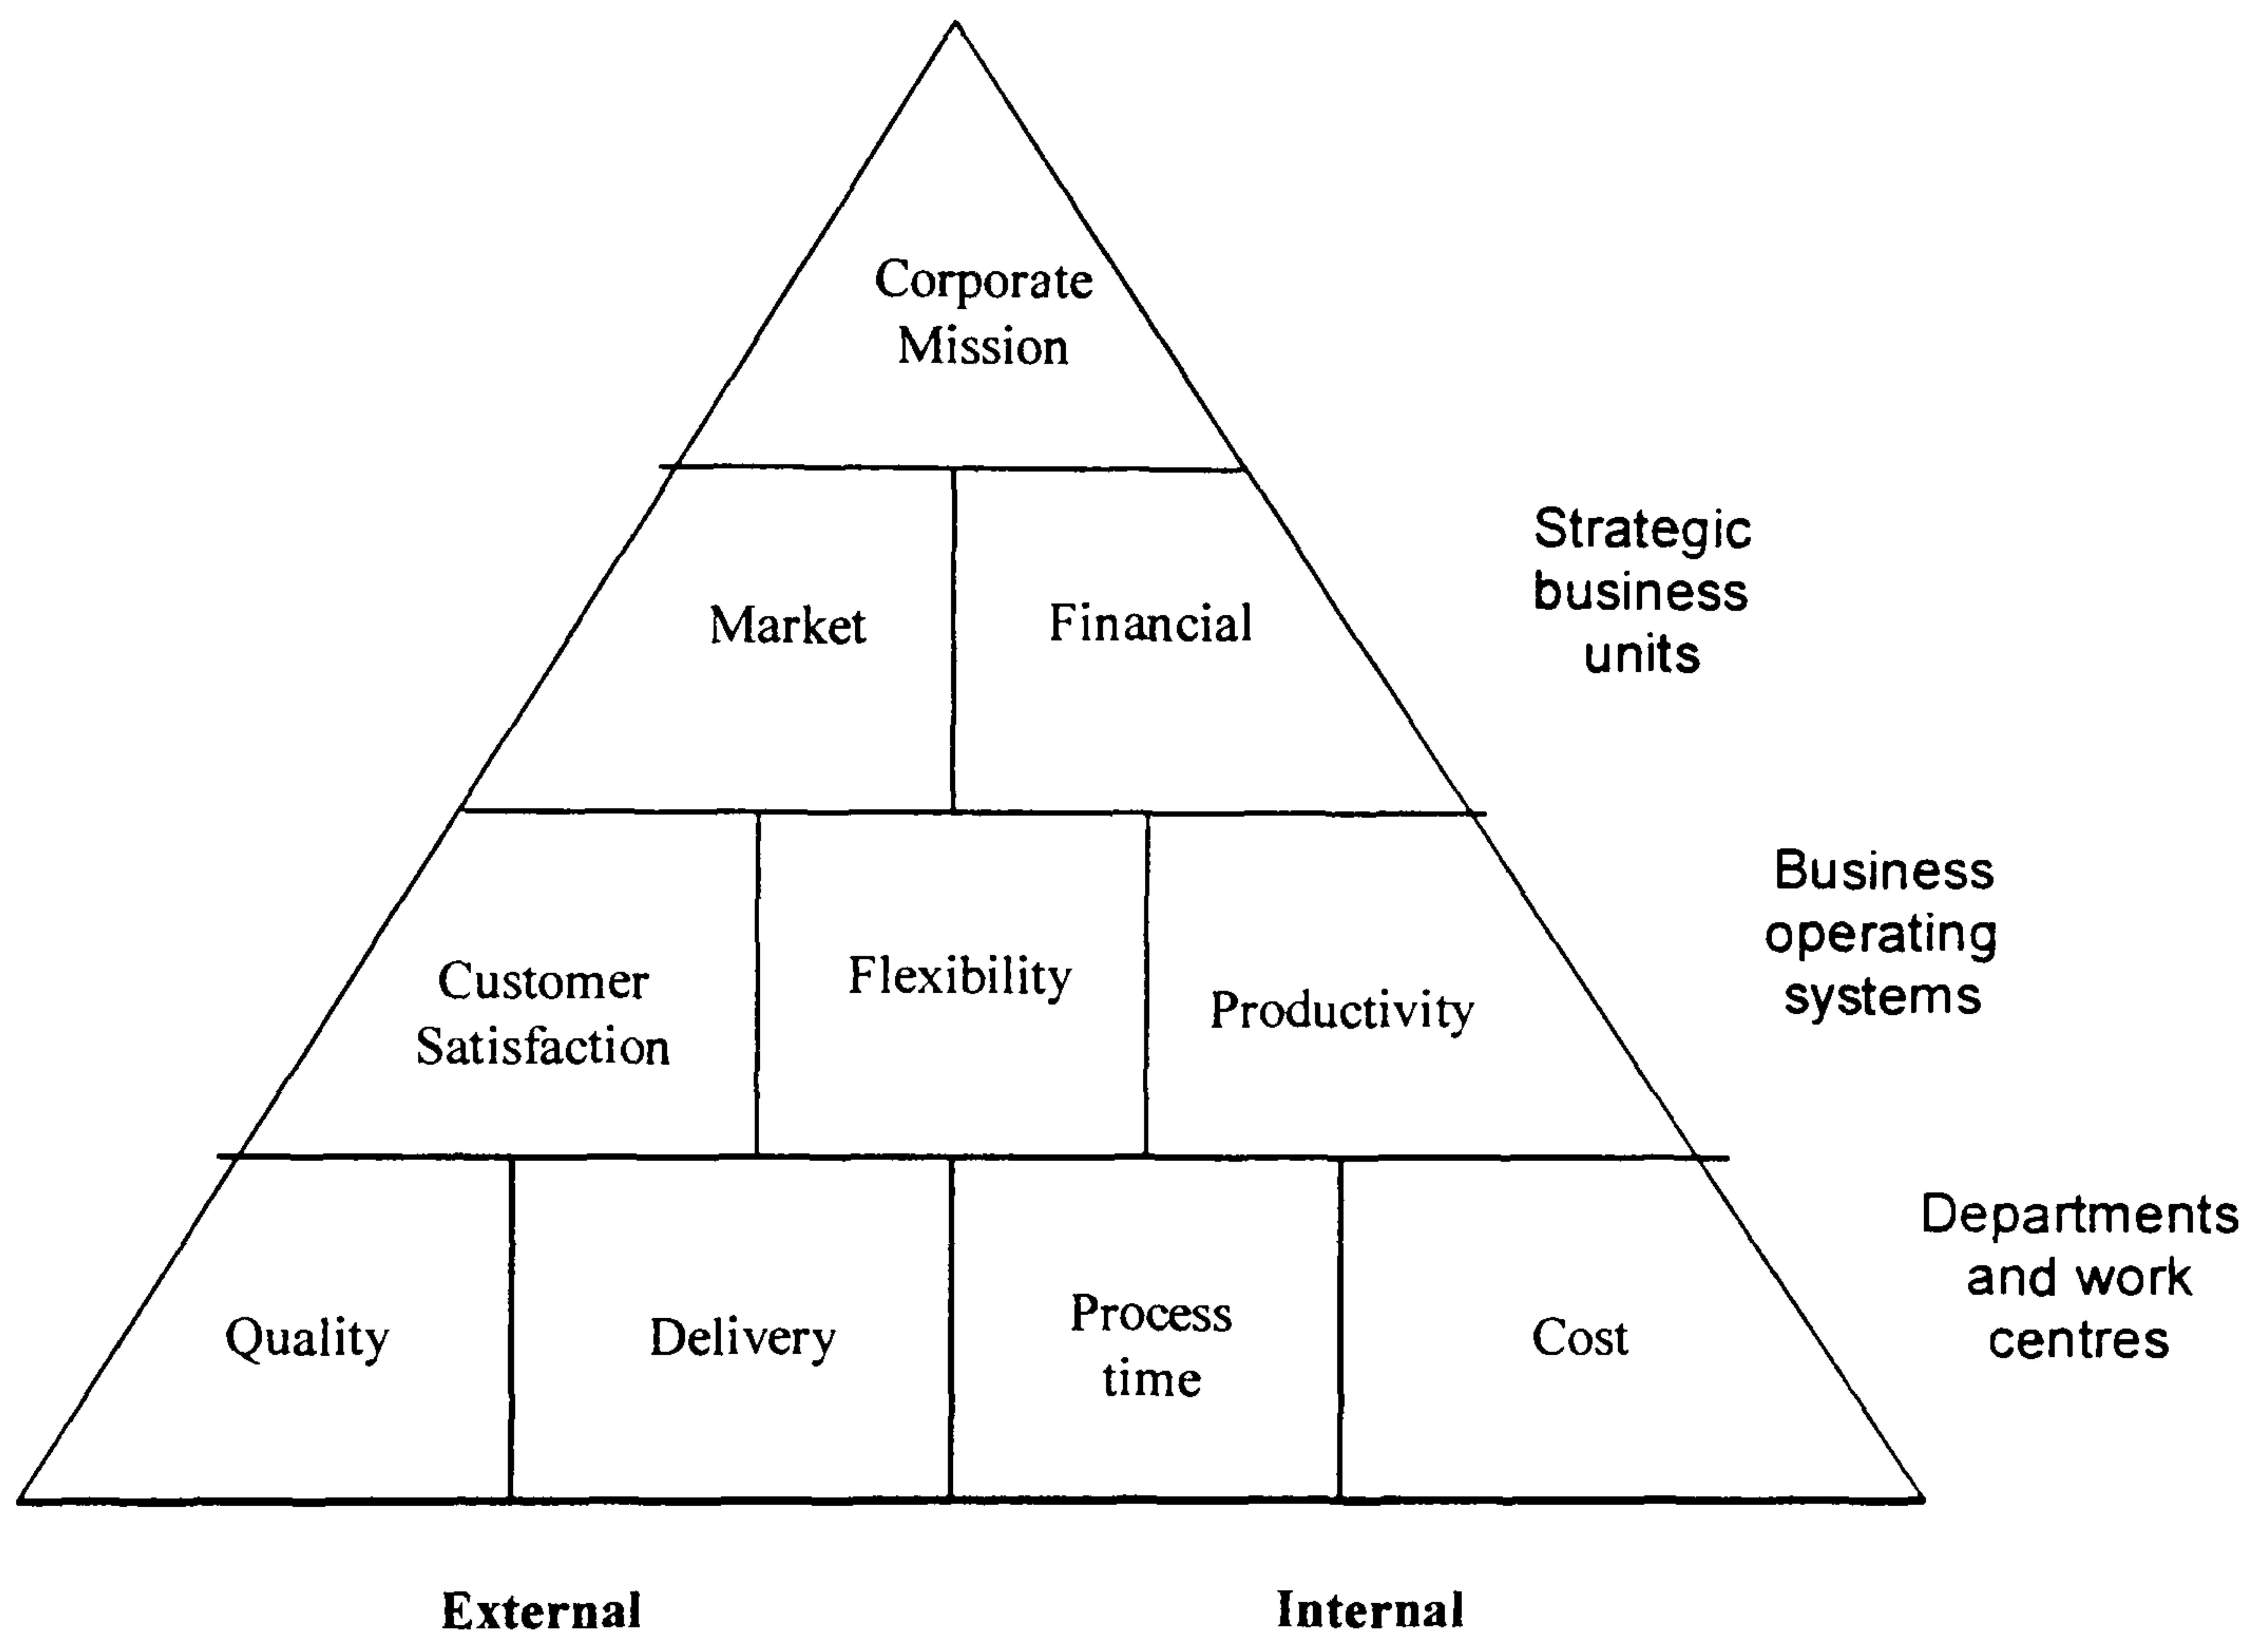 Corporate
Mission
Market
Financial
Strategic
business
units
Customer
Satisfaction
Flexibility
Productivity
Business
operating
systems
Quality
Delivery
Process
time
Cost
Departments
and work
centres
External
Internal